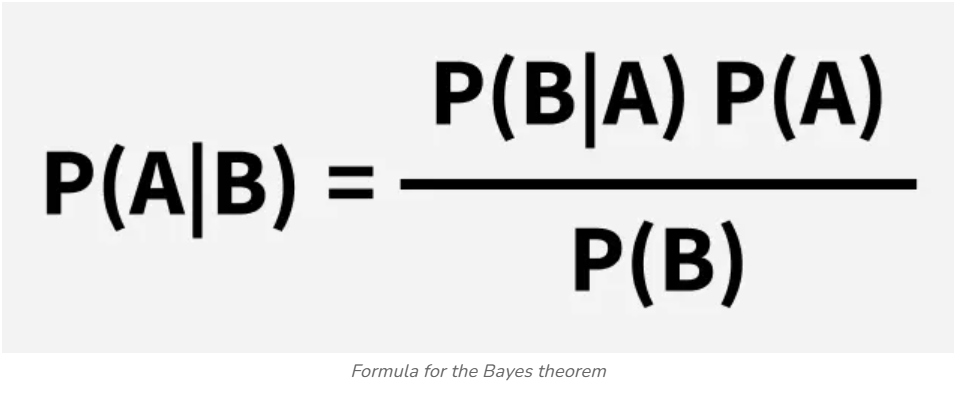 P(A|B) = P(B|A) P(A)
P(B)
Formula for the Bayes theorem